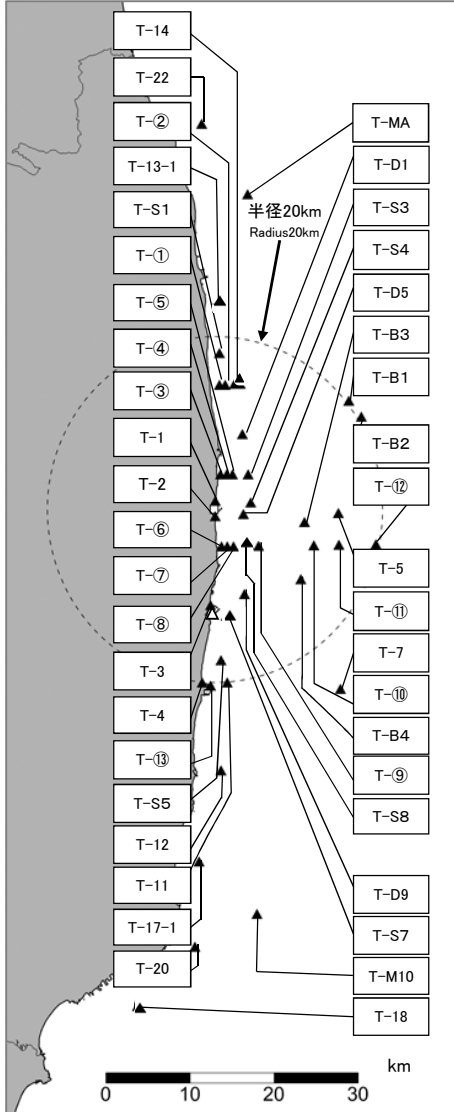 T-14
T-22
T-②
T-13-1
T-S1
T-①
T-⑤
T-④
T-③
T-1
T-2
T-⑥
T-⑦
T-⑧
T-3
T-4
T-⑬
T-S5
T-12
T-11
T-17-1
T-20
半径20km
Radius20km
T-MA
T-D1
T-S3
T-S4
T-D5
T-B3
T-B1
T-B2
T-⑫
T-5
T-⑪
T-7
T-⑩
T-B4
T-⑨
T-S8
T-D9
T-S7
T-M10
T-18
km
0 10 20 30